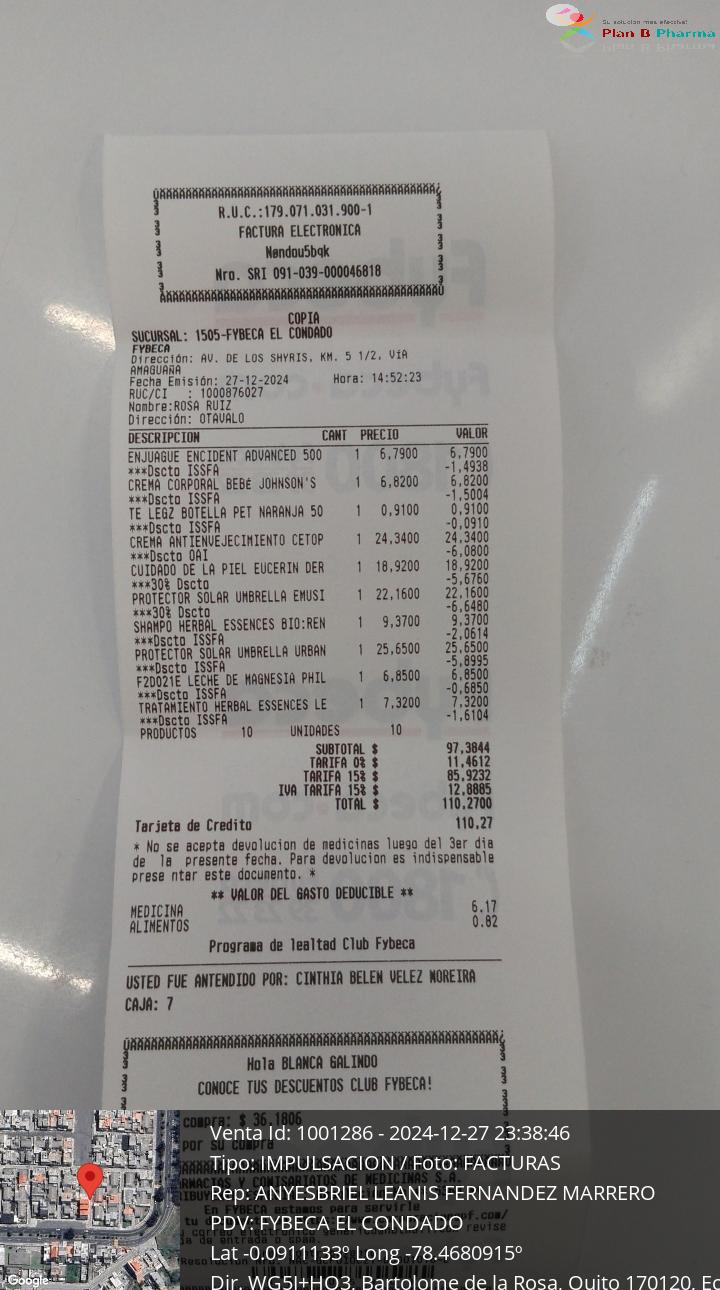 Su solucion mas efectiva!
Plan B Pharma
R.U.C.:179.071.031.900-1
FACTURA ELECTRONICA
Nøndou5bqk
Nro. SRI 091-039-000046818
COPIA
SUCURSAL: 1505-FYBECA EL CONDADO
FYBECA
Dirección: AV. DE LOS SHYRIS, KM. 5 1/2, VíA
AMAGUAÑA
Fecha Emisión: 27-12-2024 Hora: 14:52:23
RUC/CI : 1000876027
Nombre:ROSA RUIZ
Dirección: OTAVALO
DESCRIPCION CANT PRECIO VALOR
ENJUAGUE ENCIDENT ADVANCED 500 1 6,7900 6,7900
***Dscto ISSFA -1,4938
CREMA CORPORAL BEBé JOHNSON'S 1 6,8200 6,8200
***Dscto ISSFA -1,5004
TE LEGZ BOTELLA PET NARANJA 50 1 0,9100 0,9100
***Dscto ISSFA -0,0910
CREMA ANTIENVEJECIMIENTO CETOP 1 24,3400 24,3400
***Dscto OAI -6,0800
CUIDADO DE LA PIEL EUCERIN DER 1 18,9200 18,9200
***30% Dscto -5,6760
PROTECTOR SOLAR UMBRELLA EMUSI 1 22,1600 22,1600
***30% Dscto -6,6480
SHAMPO HERBAL ESSENCES BIO:REN 1 9,3700 9,3700
***Dscto ISSFA -2,0614
PROTECTOR SOLAR UMBRELLA URBAN 1 25,6500 25,6500
***Dscto ISSFA -5,8995
F2D021E LECHE DE MAGNESIA PHIL 1 6,8500 6,8500
***Dscto ISSFA -0,6850
TRATAMIENTO HERBAL ESSENCES LE 1 7,3200 7,3200
***Dscto ISSFA -1,6104
PRODUCTOS 10 UNIDADES 10
SUBTOTAL $ 97,3844
TARIFA 0% $ 11,4612
TARIFA 15% $ 85,9232
IVA TARIFA 15% $ 12,8885
TOTAL $ 110,2700
Tarjeta de Credito 110,27
* No se acepta devolucion de medicinas luego del 3er dia
de la presente fecha. Para devolucion es indispensable
prese ntar este documento. *
** VALOR DEL GASTO DEDUCIBLE **
MEDICINA 6.17
ALIMENTOS 0.82
Programa de lealtad Club Fybeca
USTED FUE ANTENDIDO POR: CINTHIA BELEN VELEZ MOREIRA
CAJA: 7
Hola BLANCA GALINDO
CONOCE TUS DESCUENTOS CLUB FYBECA!
compra: $ 36.1806
por su compra
Venta Id: 1001286 - 2024-12-27 23:38:46
Tipo: IMPULSACION / Foto: FACTURAS
Rep: ANYESBRIEL LEANIS FERNANDEZ MARRERO
PDV: FYBECA EL CONDADO
Lat -0.0911133º Long -78.4680915º
Dir. WG5J+HQ3, Bartolome de la Rosa, Quito 170120, Ec
Google